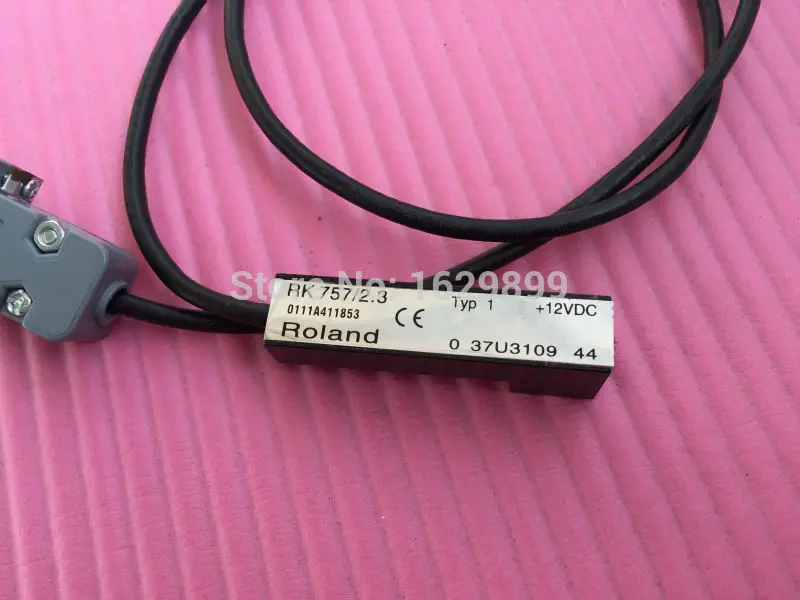 Store No: 1629899
RK 757/2.3 Typ 1 +12VDC
0111A411853 CE
Roland 0 37U3109 44